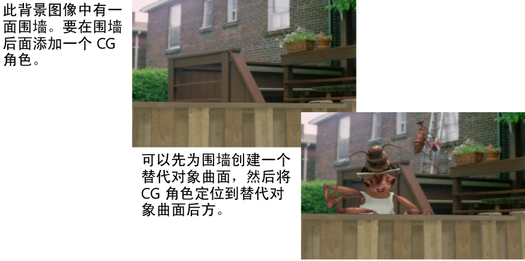 此背景图像中有一
面围墙。要在围墙
后面添加一个 CG
角色。
可以先为围墙创建一个
替代对象曲面，然后将
CG 角色定位到替代对
象曲面后方。